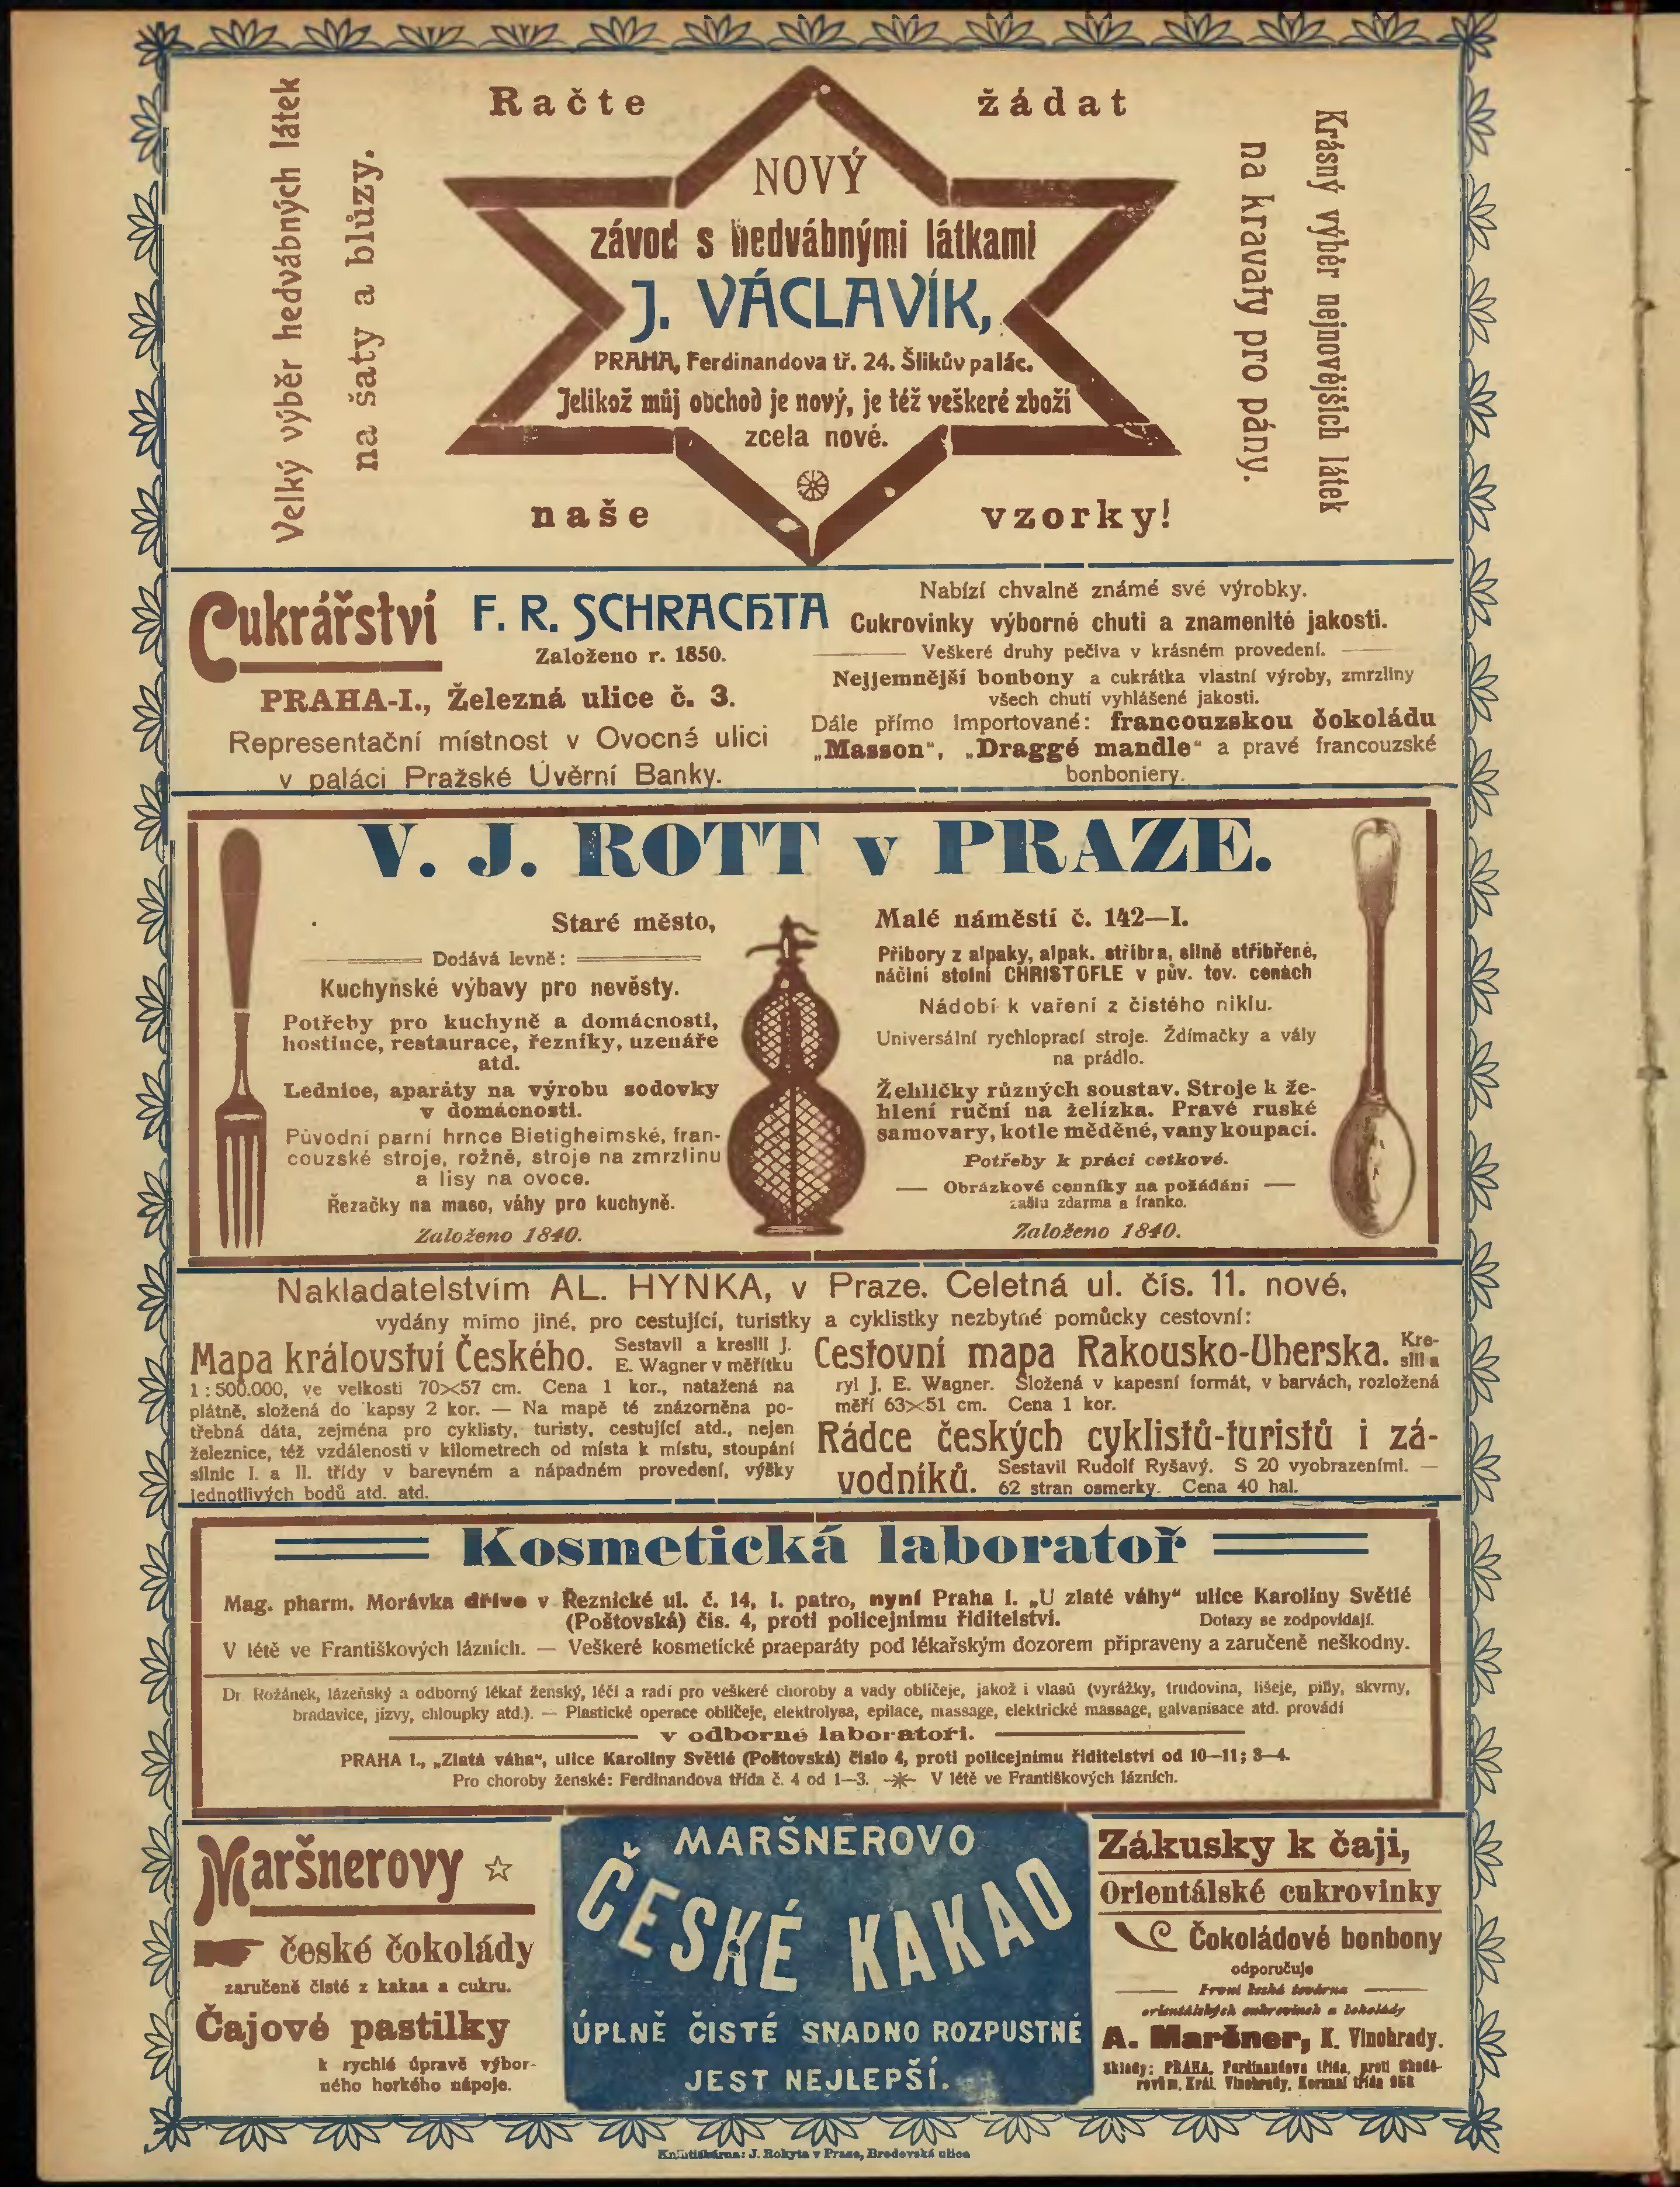 Velký výběr hedvábných látek
na šaty a blůzy.
Račte žádat
NOVÝ
závod s hedvábnými látkami
J. VÁCLAVÍK,
PRAHA, Ferdinandova tř. 24. Šlikův palác.
Jelikož můj obchod je nový, je též veškeré zboží
zcela nové.
naše vzorky!
Krásný výběr nejnovějších látek
na kravaty pro pány.
Cukrářství F. R. SCHRACHTA
Založeno r. 1850.
PRAHA-I., Železná ulice č. 3.
Representační místnost v Ovocné ulici
v paláci Pražské Úvěrní Banky.
Nabízí chvalně známé své výrobky.
Cukrovinky výborné chuti a znamenité jakosti.
Veškeré druhy pečiva v krásném provedení.
Nejjemnější bonbony a cukrátka vlastní výroby, zmrzliny
všech chutí vyhlášené jakosti.
Dále přímo importované: francouzskou čokoládu
„Masson“, „Draggé mandle“ a pravé francouzské
bonboniery.
V. J. ROTT v PRAZE.
Staré město,
Dodává levně:
Kuchyňské výbavy pro nevěsty.
Potřeby pro kuchyně a domácnosti,
hostince, restaurace, řezníky, uzenáře
atd.
Lednice, aparáty na výrobu sodovky
v domácnosti.
Původní parní hrnce Bietigheimské, fran-
couzské stroje, rožně, stroje na zmrzlinu
a lisy na ovoce.
Řezačky na maso, váhy pro kuchyně.
Založeno 1840.
Malé náměstí č. 142—I.
Příbory z alpaky, alpak. stříbra, silně stříbřené,
náčiní stolní CHRISTOFLE v pův. tov. cenách
Nádobí k vaření z čistého niklu.
Universální rychloprací stroje. Ždímačky a vály
na prádlo.
Žehličky různých soustav. Stroje k že-
hlení ruční na želízka. Pravé ruské
samovary, kotle měděné, vany koupací.
Potřeby k práci cetkové.
Obrázkové cenníky na požádání
zašlu zdarma a franko.
Založeno 1840.
Nakladatelstvím AL. HYNKA, v Praze. Celetná ul. čís. 11. nové,
vydány mimo jiné, pro cestující, turistky a cyklistky nezbytné pomůcky cestovní:
Mapa království Českého. Sestavil a kreslil J.
E. Wagner v měřítku
1 : 500.000, ve velkosti 70×57 cm. Cena 1 kor., natažená na
plátně, složená do kapsy 2 kor. — Na mapě té znázorněna po-
třebná dáta, zejména pro cyklisty, turisty, cestující atd., nejen
železnice, též vzdálenosti v kilometrech od místa k místu, stoupání
silnic I. a II. třídy v barevném a nápadném provedení, výšky
jednotlivých bodů atd. atd.
Cestovní mapa Rakousko-Uherska. Kre-
slil a
ryl J. E. Wagner. Složená v kapesní formát, v barvách, rozložená
měří 63×51 cm. Cena 1 kor.
Rádce českých cyklistů-turistů i zá-
vodníků. Sestavil Rudolf Ryšavý. S 20 vyobrazeními. —
62 stran osmerky. Cena 40 hal.
Kosmetická laboratoř
Mag. pharm. Morávka dříve v Řeznické ul. č. 14, I. patro, nyní Praha I. „U zlaté váhy“ ulice Karoliny Světlé
(Poštovská) čís. 4, proti policejnímu řiditelství. Dotazy se zodpovídají.
V létě ve Františkových lázních. — Veškeré kosmetické praeparáty pod lékařským dozorem připraveny a zaručeně neškodny.
Dr. Rožánek, lázeňský a odborný lékař ženský, léčí a radí pro veškeré choroby a vady obličeje, jakož i vlasů (vyrážky, trudovina, lišeje, pihy, skvrny,
bradavice, jizvy, chloupky atd.). — Plastické operace obličeje, elektrolysa, epilace, massage, elektrické massage, galvanisace atd. provádí
v odborné laboratoři.
PRAHA I., „Zlatá váha“, ulice Karoliny Světlé (Poštovská) číslo 4, proti policejnímu řiditelství od 10—11; 3—4.
Pro choroby ženské: Ferdinandova třída č. 4 od 1—3. V létě ve Františkových lázních.
Maršnerovy
české čokolády
zaručeně čisté z kakaa a cukru.
Čajové pastilky
k rychlé úpravě výbor-
ného horkého nápoje.
MARŠNEROVO
ČESKÉ KAKAO
ÚPLNĚ ČISTÉ SNADNO ROZPUSTNÉ
JEST NEJLEPŠÍ.
Zákusky k čaji,
Orientálské cukrovinky
Čokoládové bonbony
odporučuje
První česká továrna
orientálských cukrovinek a čokolády
A. Maršner, K. Vinohrady.
Sklady: PRAHA, Ferdinandova třída, proti
Král. Vinohrady, Korunní třída
Knihtiskárna: J. Rokyta v Praze, Bredovská ulice